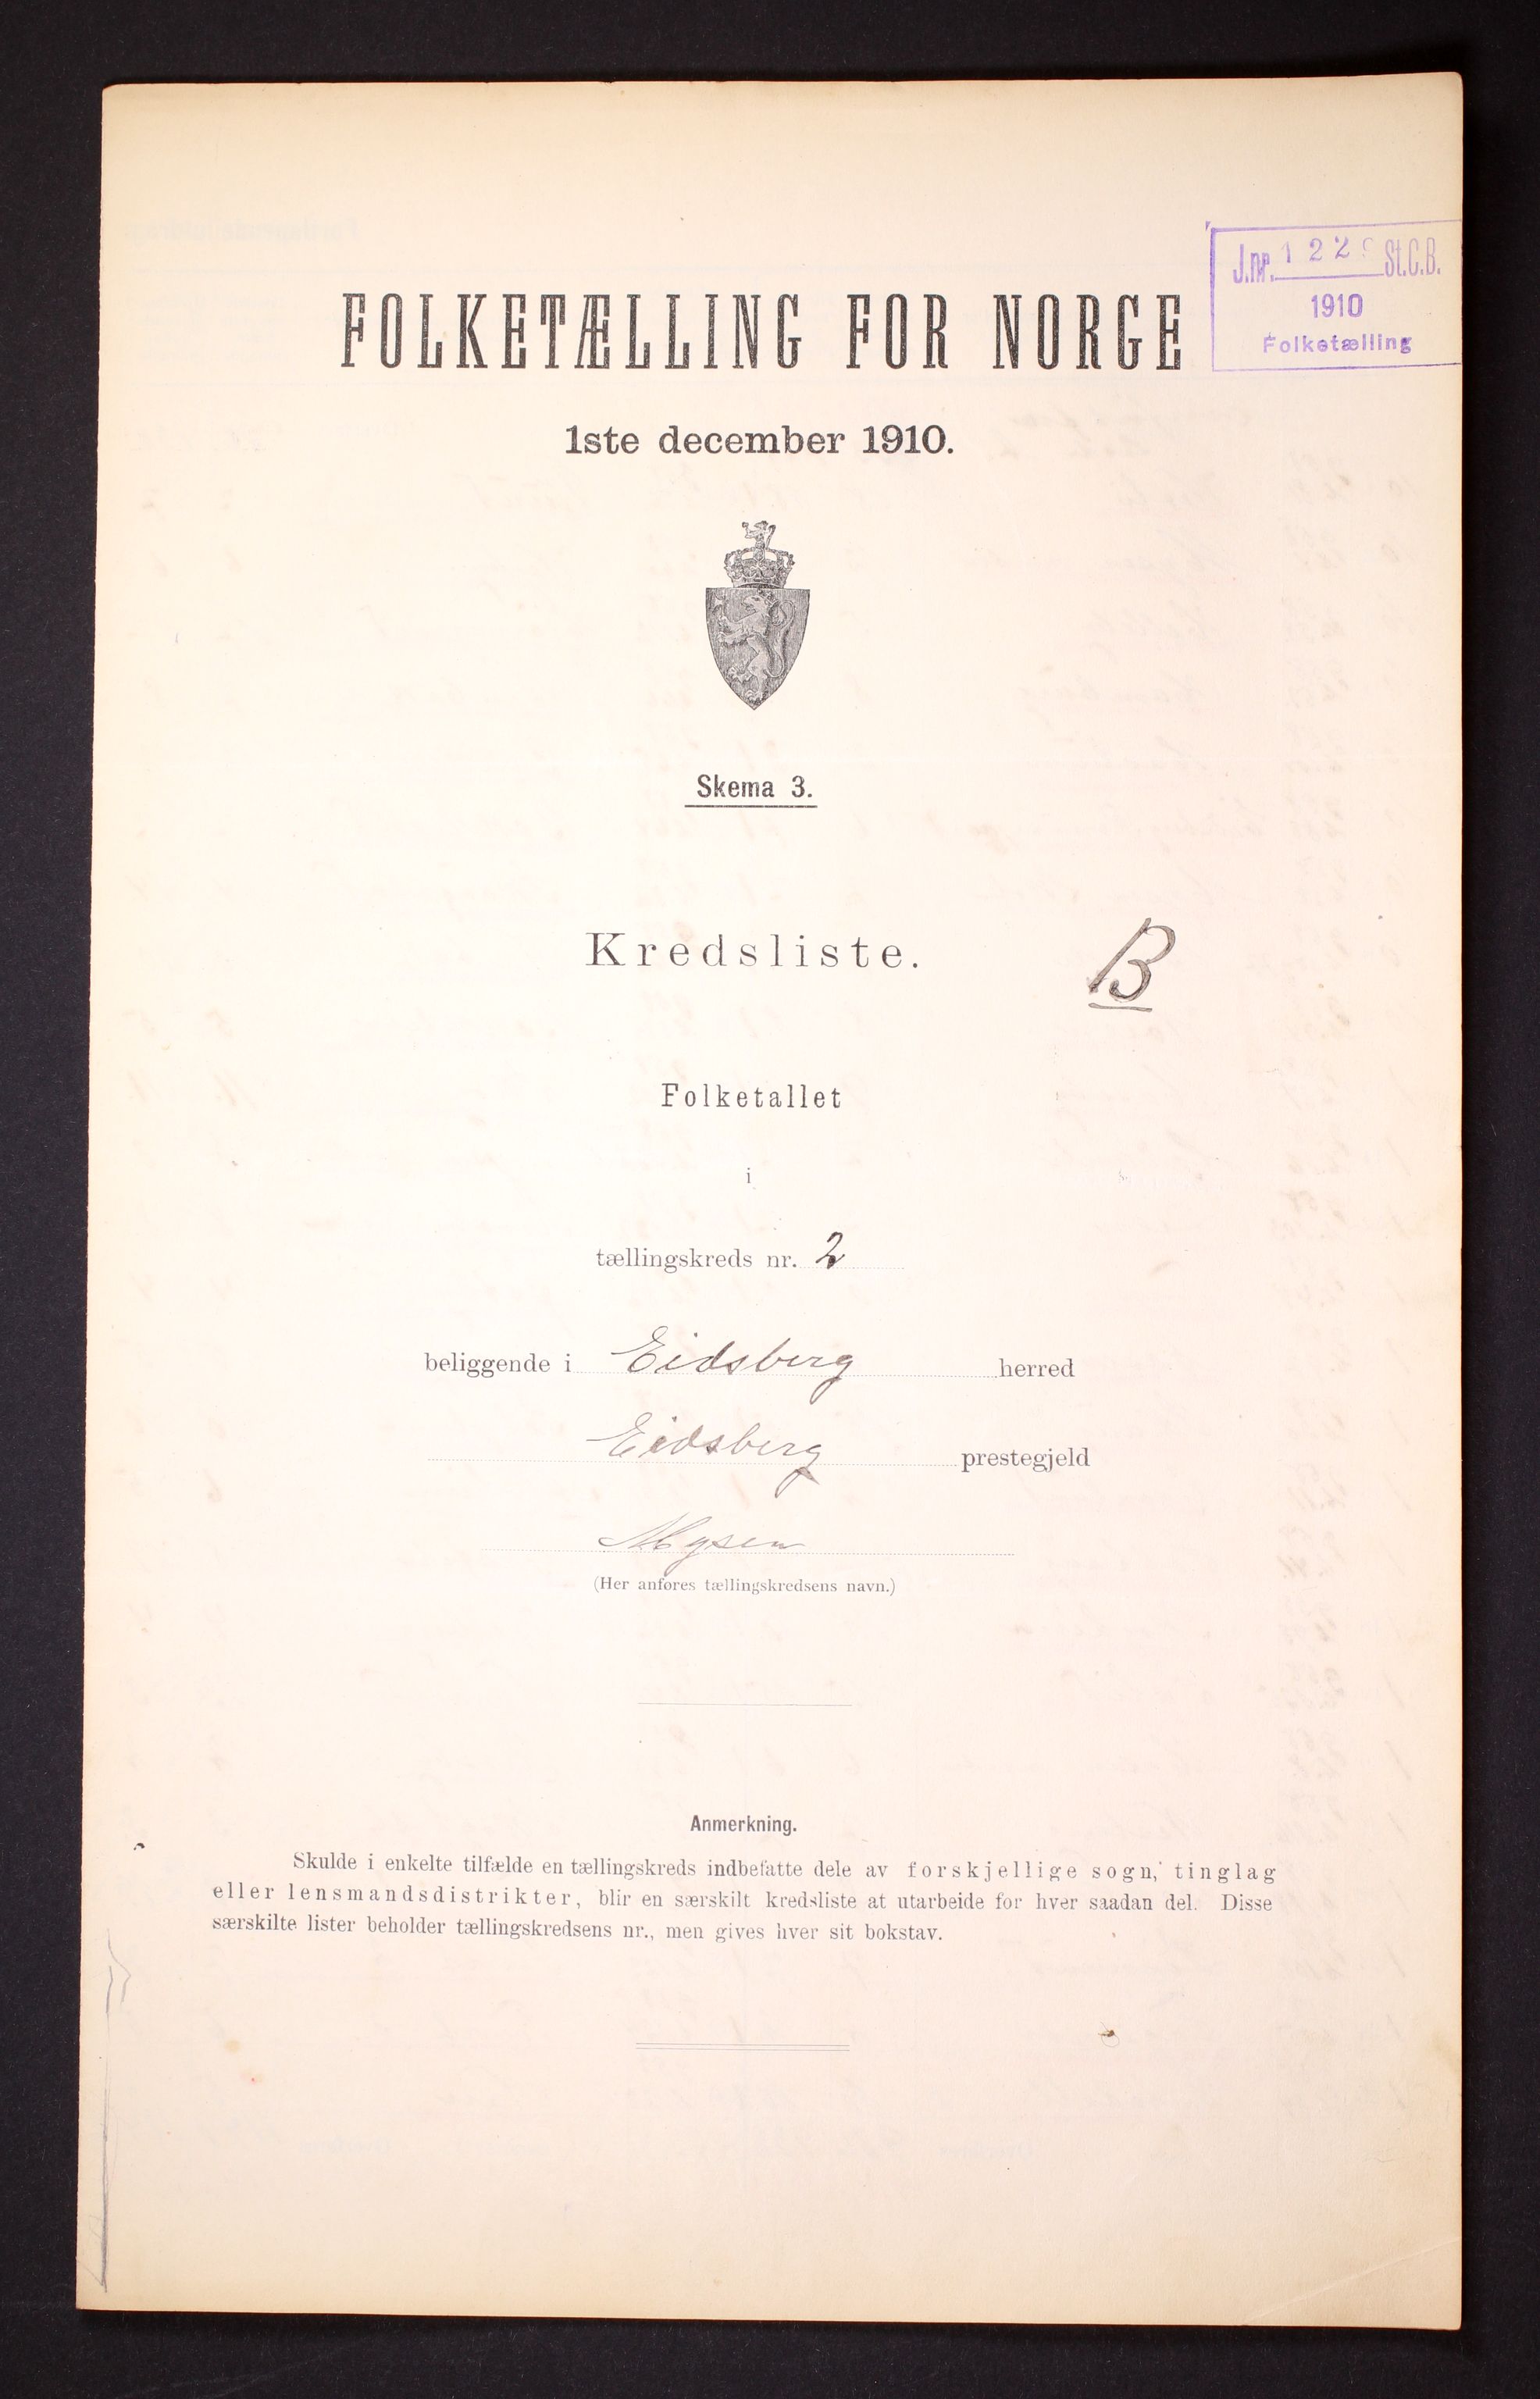 J.nr. 122 St.C.B.
1910
Folketælling
FOLKETÆLLING FOR NORGE
1ste december 1910.
Skema 3.
Kredsliste.
B
Folketallet
i
tællingskreds nr. 2
beliggende i Eidsberg herred
Eidsberg prestegjeld
Mysen
(Her anføres tællingskredsens navn.)
Anmerkning.
Skulde i enkelte tilfælde en tællingskreds indbefatte dele av forskjellige sogn, tinglag
eller lensmandsdistrikter, blir en særskilt kredsliste at utarbeide for hver saadan del. Disse
særskilte lister beholder tællingskredsens nr., men gives hver sit bokstav.